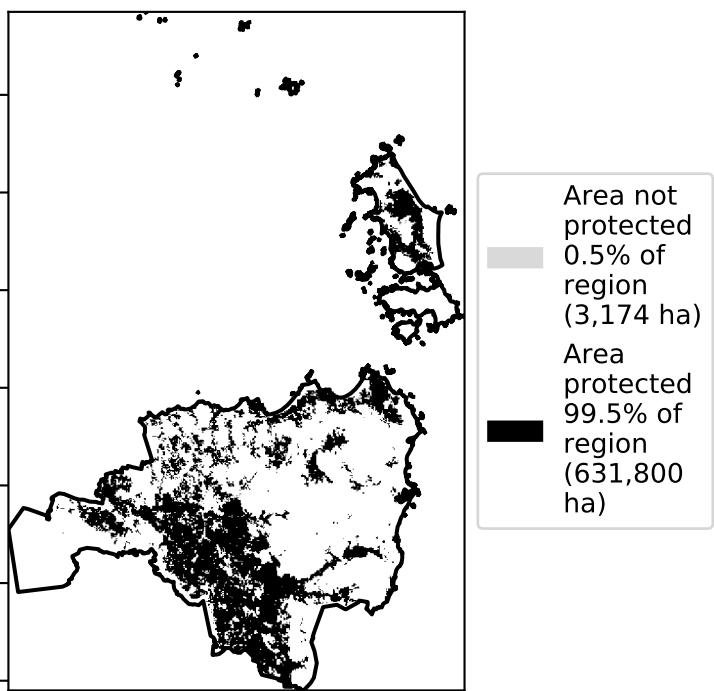 Area not
protected
0.5% of
region
(3,174 ha)
Area
protected
99.5% of
region
(631,800
ha)